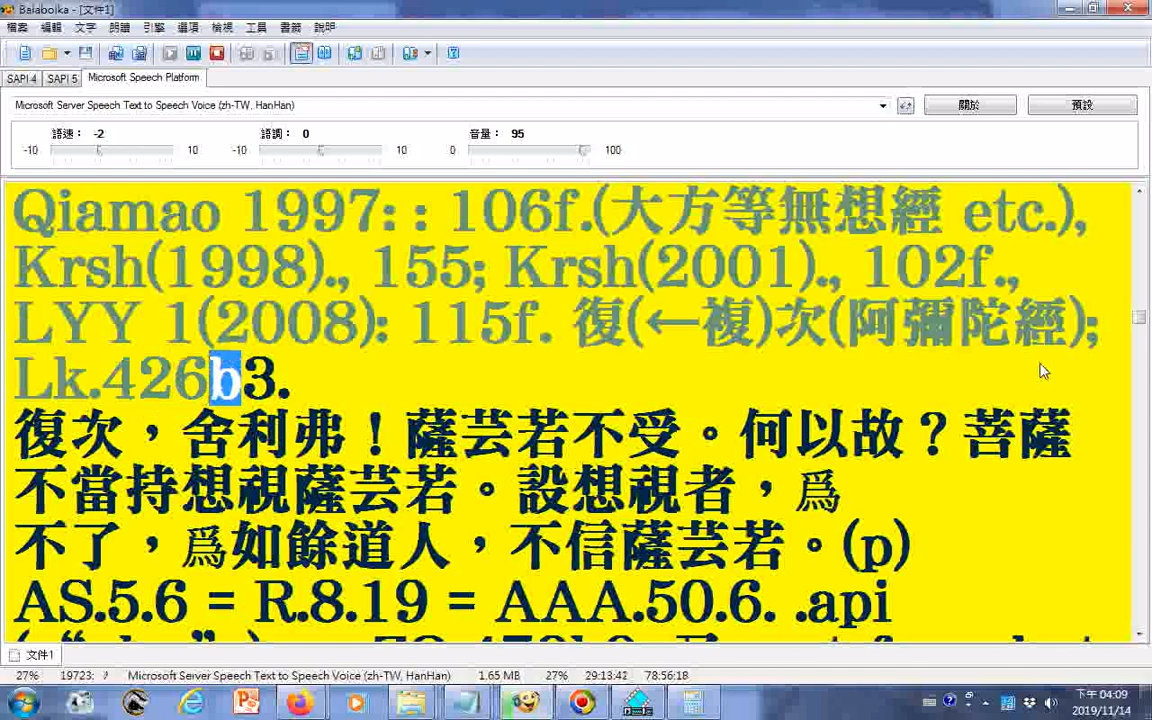 Balabolka - [文件1]
檔案 編輯 文字 朗讀 引擎 選項 檢視 工具 書籤 說明
SAPI 4 SAPI 5 Microsoft Speech Platform
Microsoft Server Speech Text to Speech Voice (zh-TW, HanHan) 關於 預設
語速： -2 語調： 0 音量： 95
-10 10 -10 10 0 100
Qiamao 1997: : 106f.(大方等無想經 etc.),
Krsh(1998)., 155; Krsh(2001)., 102f.,
LYY 1(2008): 115f. 復(←複)次(阿彌陀經);
Lk.426b3.
復次，舍利弗！薩芸若不受。何以故？菩薩
不當持想視薩芸若。設想視者，爲
不了，爲如餘道人，不信薩芸若。(p)
AS.5.6 = R.8.19 = AAA.50.6. .api
文件1
27% 19723: Microsoft Server Speech Text to Speech Voice (zh-TW, HanHan) 1.65 MB 27% 29:13:42 78:56:18
下午 04:09
2019/11/14